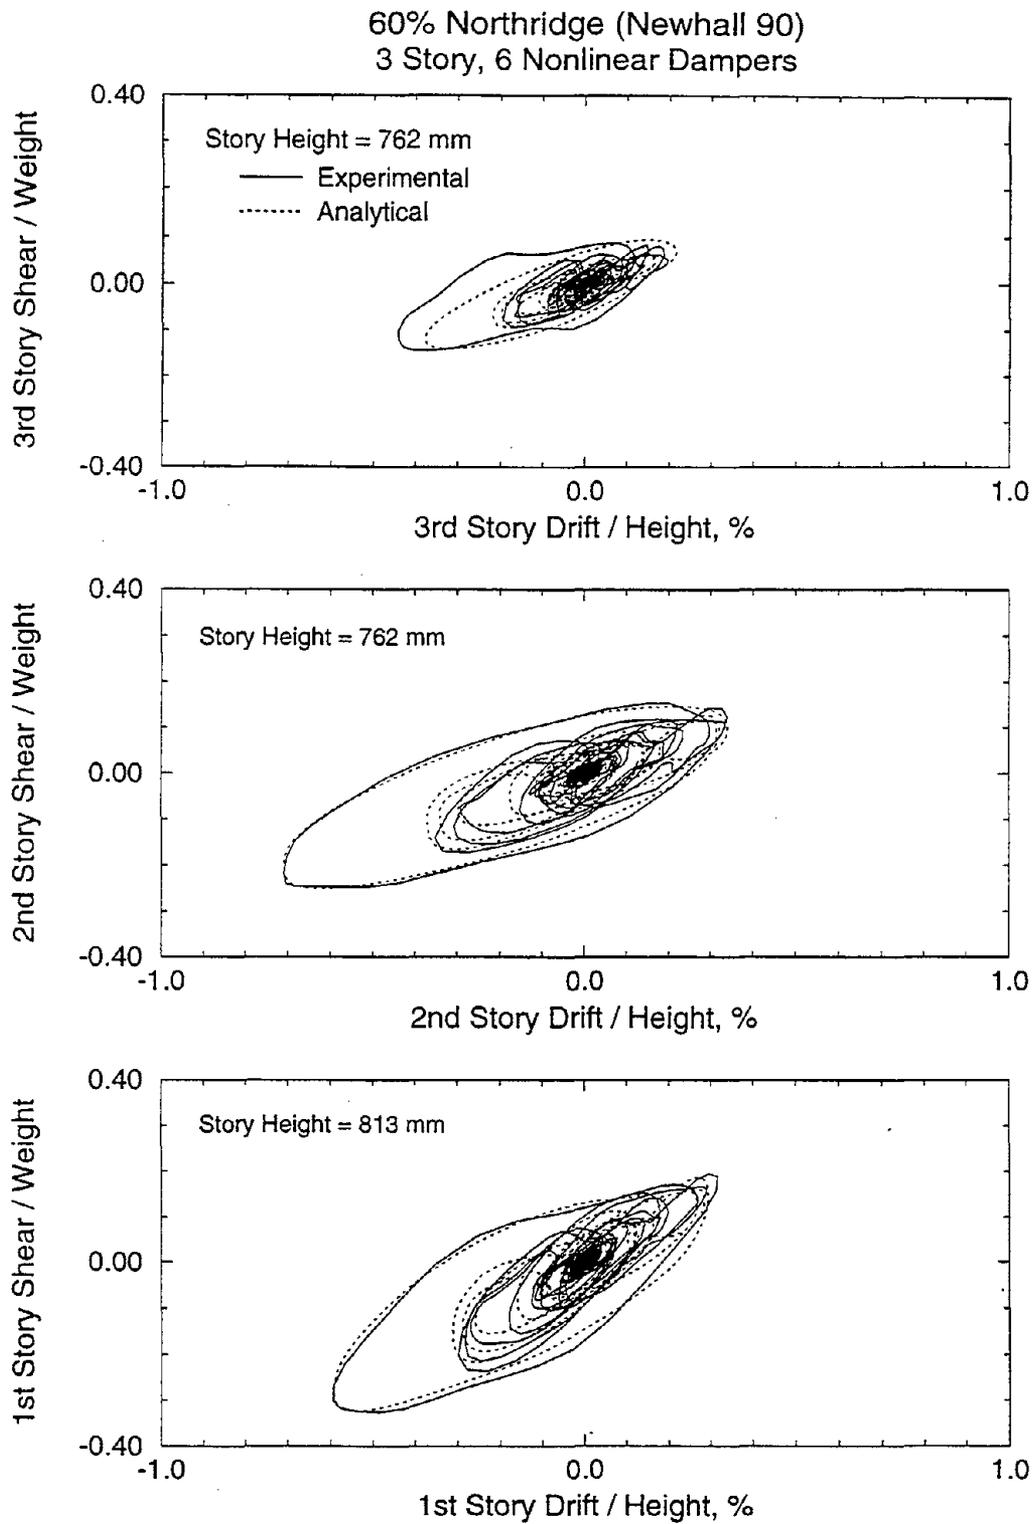 60% Northridge (Newhall 90)
3 Story, 6 Nonlinear Dampers
3rd Story Shear / Weight
0.40
0.00
-0.40
Story Height = 762 mm
Experimental
Analytical
-1.0 0.0 1.0
3rd Story Drift / Height, %
2nd Story Shear / Weight
0.40
0.00
-0.40
Story Height = 762 mm
-1.0 0.0 1.0
2nd Story Drift / Height, %
1st Story Shear / Weight
0.40
0.00
-0.40
Story Height = 813 mm
-1.0 0.0 1.0
1st Story Drift / Height, %